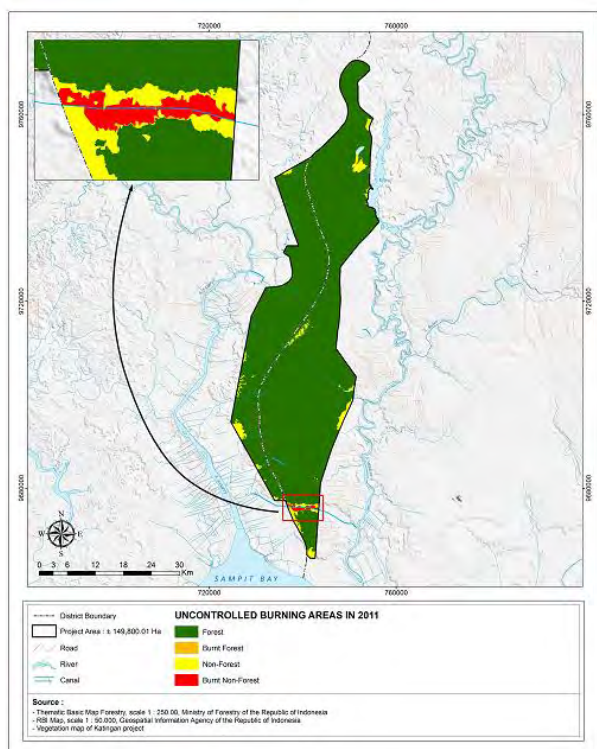 720000 760000
9760000 9760000
9720000 9720000
9680000 9680000
N
W E
S
0 3 6 12 18 24 30
Km
SAMPIT BAY
720000 760000
UNCONTROLLED BURNING AREAS IN 2011
District Boundary
Project Area : ± 149,800.01 Ha
Road
River
Canal
Forest
Burnt Forest
Non-Forest
Burnt Non-Forest
Source :
- Thematic Basic Map Forestry, scale 1 : 250.00, Ministry of Forestry of the Republic of Indonesia
- RBI Map, scale 1 : 50.000, Geospatial Information Agency of the Republic of Indonesia
- Vegetation map of Katingan project